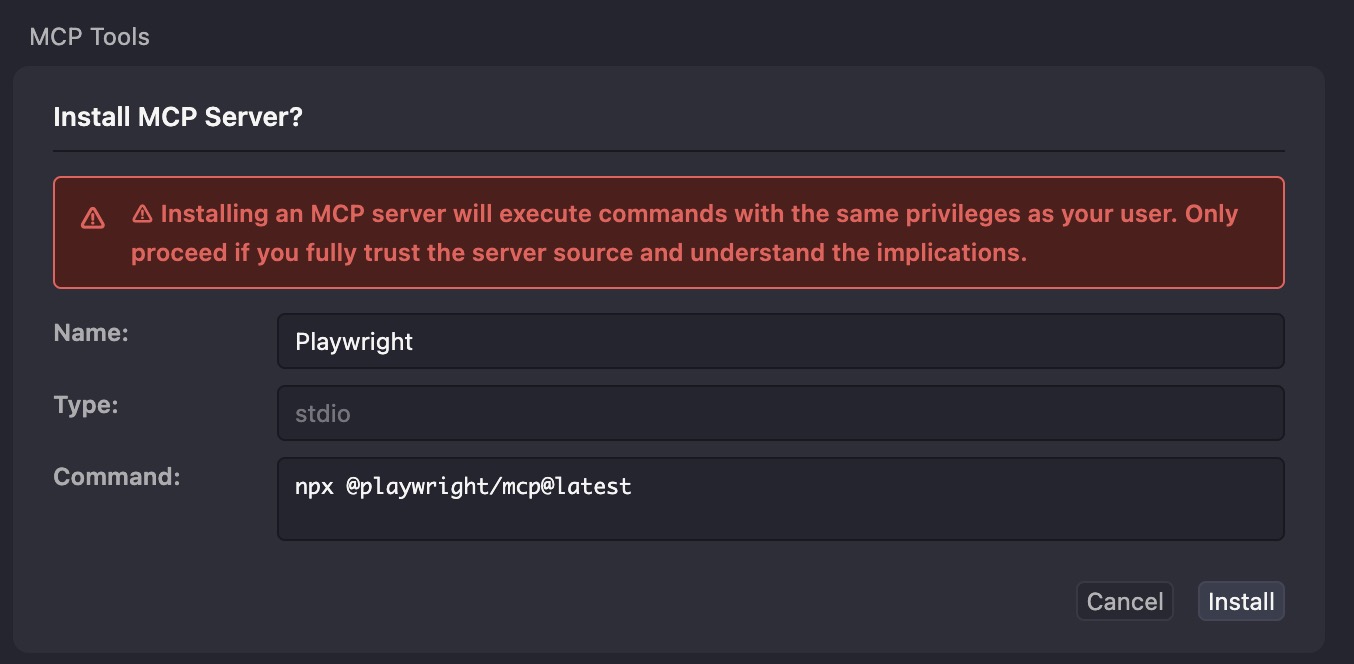 MCP Tools
Install MCP Server?
⚠ Installing an MCP server will execute commands with the same privileges as your user. Only
proceed if you fully trust the server source and understand the implications.
Name:
Playwright
Type:
stdio
Command:
npx @playwright/mcp@latest
Cancel
Install